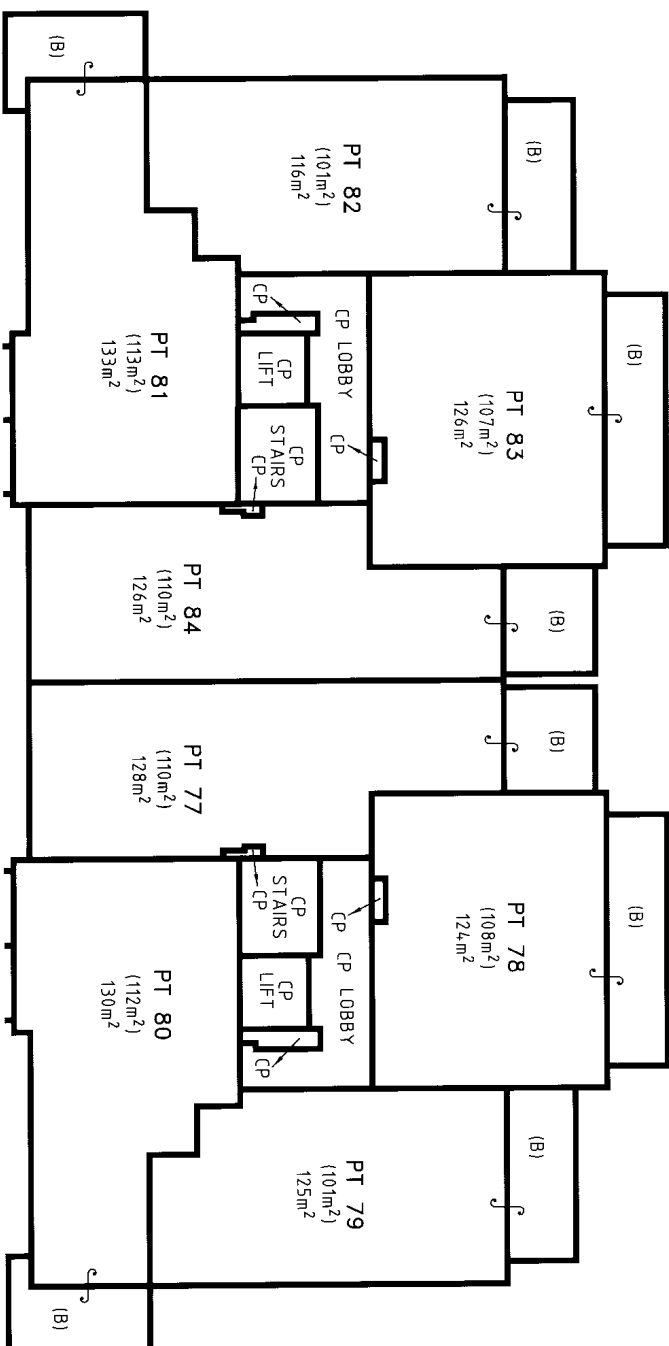 (B)
PT 82
(101m²)
116m²
(B)
PT 81
(113m²)
133m²
CP
CP
LIFT
CP
STAIRS
CP
CP LOBBY
CP
PT 83
(107m²)
126m²
(B)
PT 84
(110m²)
126m²
(B)
PT 77
(110m²)
128m²
(B)
PT 78
(108m²)
124m²
(B)
CP
STAIRS
CP
CP
LIFT
CP
CP LOBBY
CP
PT 80
(112m²)
130m²
PT 79
(101m²)
125m²
(B)
(B)